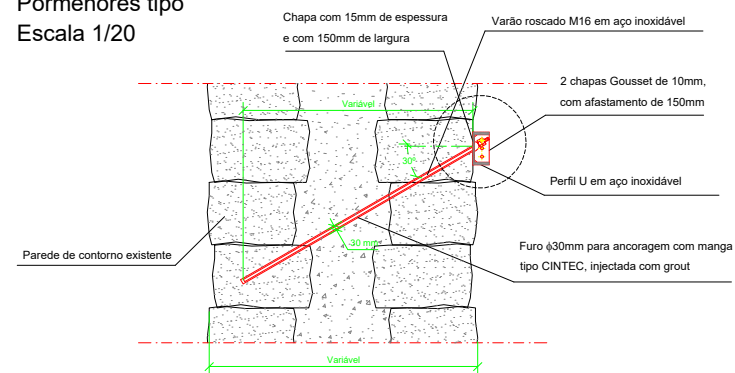 Pormenores tipo
Escala 1/20
Chapa com 15mm de espessura
e com 150mm de largura
Varão roscado M16 em aço inoxidável
2 chapas Gousset de 10mm,
com afastamento de 150mm
Variável
30°
Perfil U em aço inoxidável
30 mm
Furo ϕ30mm para ancoragem com manga
tipo CINTEC, injectada com grout
Parede de contorno existente
Variável